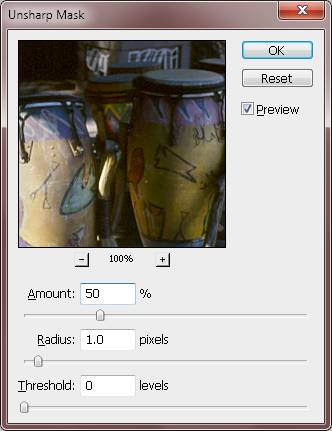 Unsharp Mask
OK
Reset
Preview
100%
Amount: 50 %
Radius: 1.0 pixels
Threshold: 0 levels